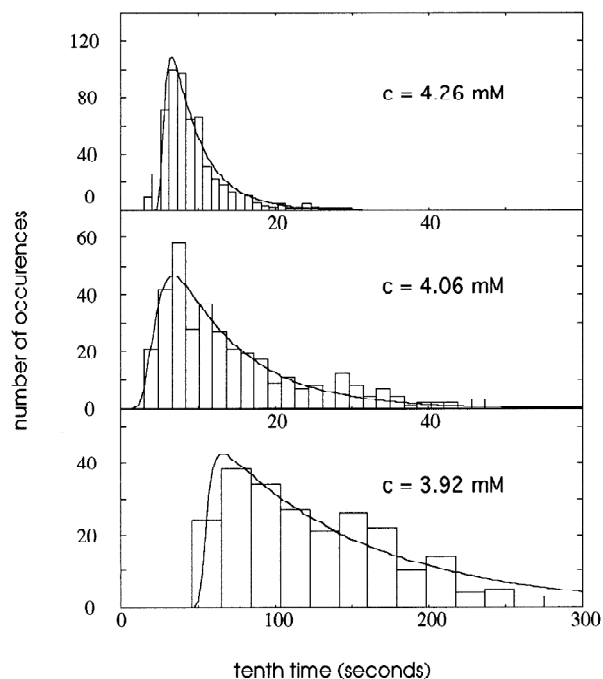 120
80
40
0
c = 4.26 mM
20 40
60
40
20
0
c = 4.06 mM
20 40
40
20
0
c = 3.92 mM
0 100 200 300
number of occurences
tenth time (seconds)